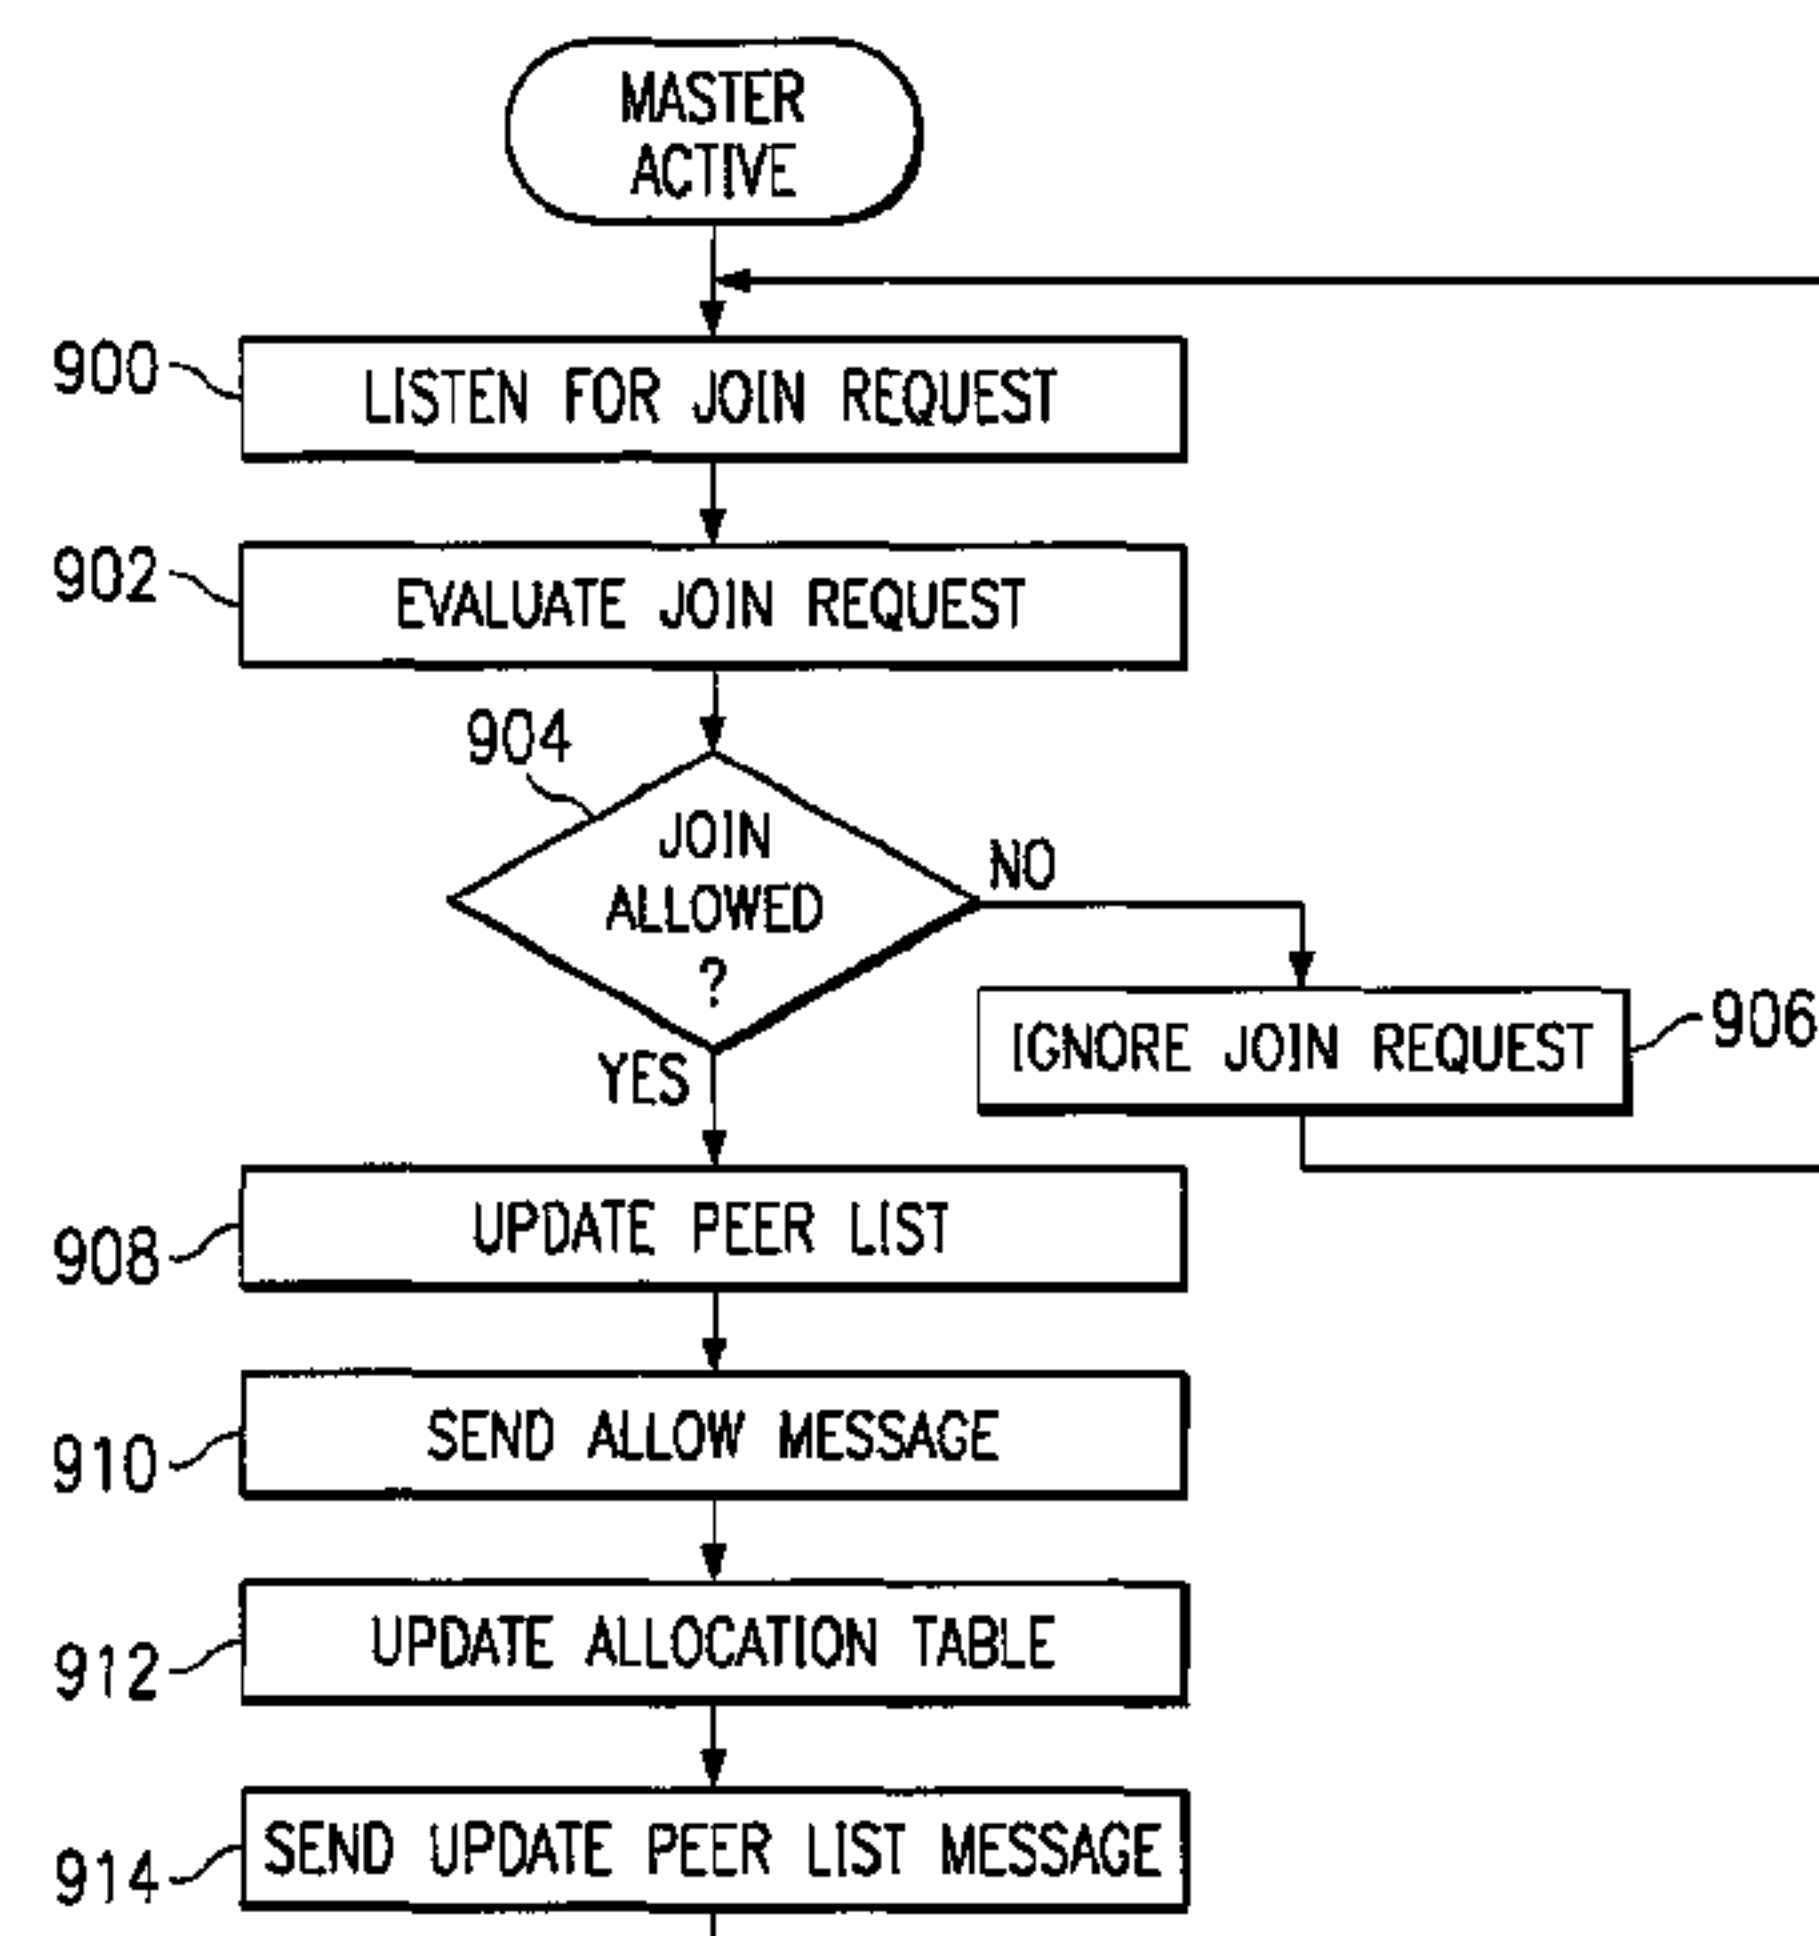 MASTER
ACTIVE
900
LISTEN FOR JOIN REQUEST
902
EVALUATE JOIN REQUEST
904
JOIN
ALLOWED
?
NO
YES
IGNORE JOIN REQUEST
906
908
UPDATE PEER LIST
910
SEND ALLOW MESSAGE
912
UPDATE ALLOCATION TABLE
914
SEND UPDATE PEER LIST MESSAGE